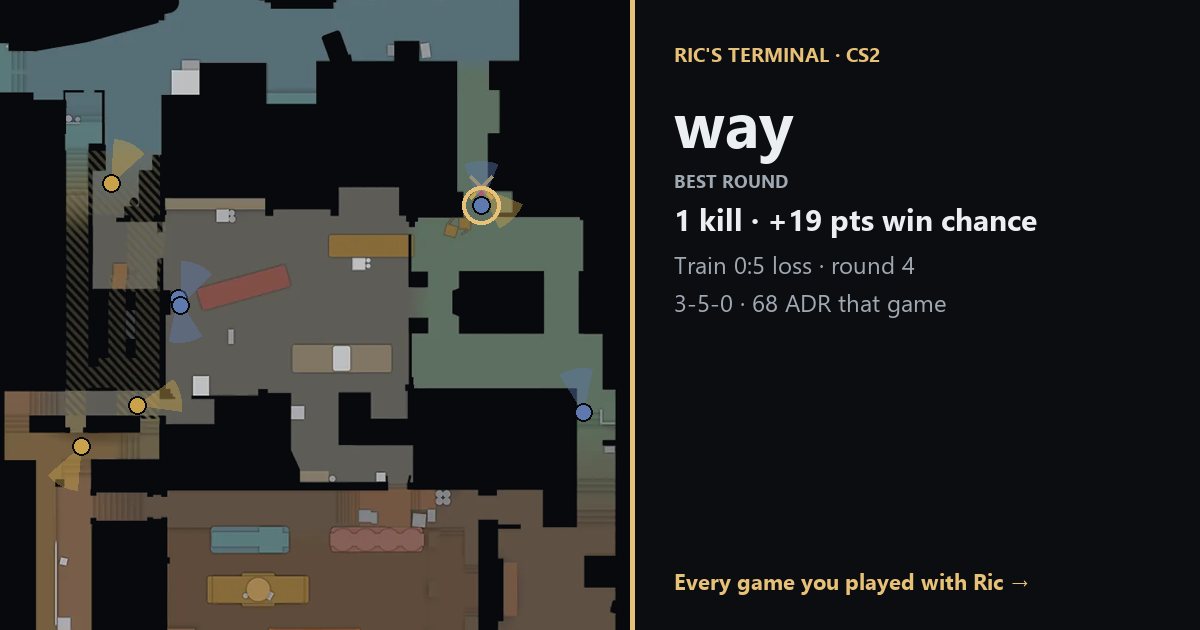 RIC'S TERMINAL · CS2
way
BEST ROUND
1 kill · +19 pts win chance
Train 0:5 loss · round 4
3-5-0 · 68 ADR that game
Every game you played with Ric →